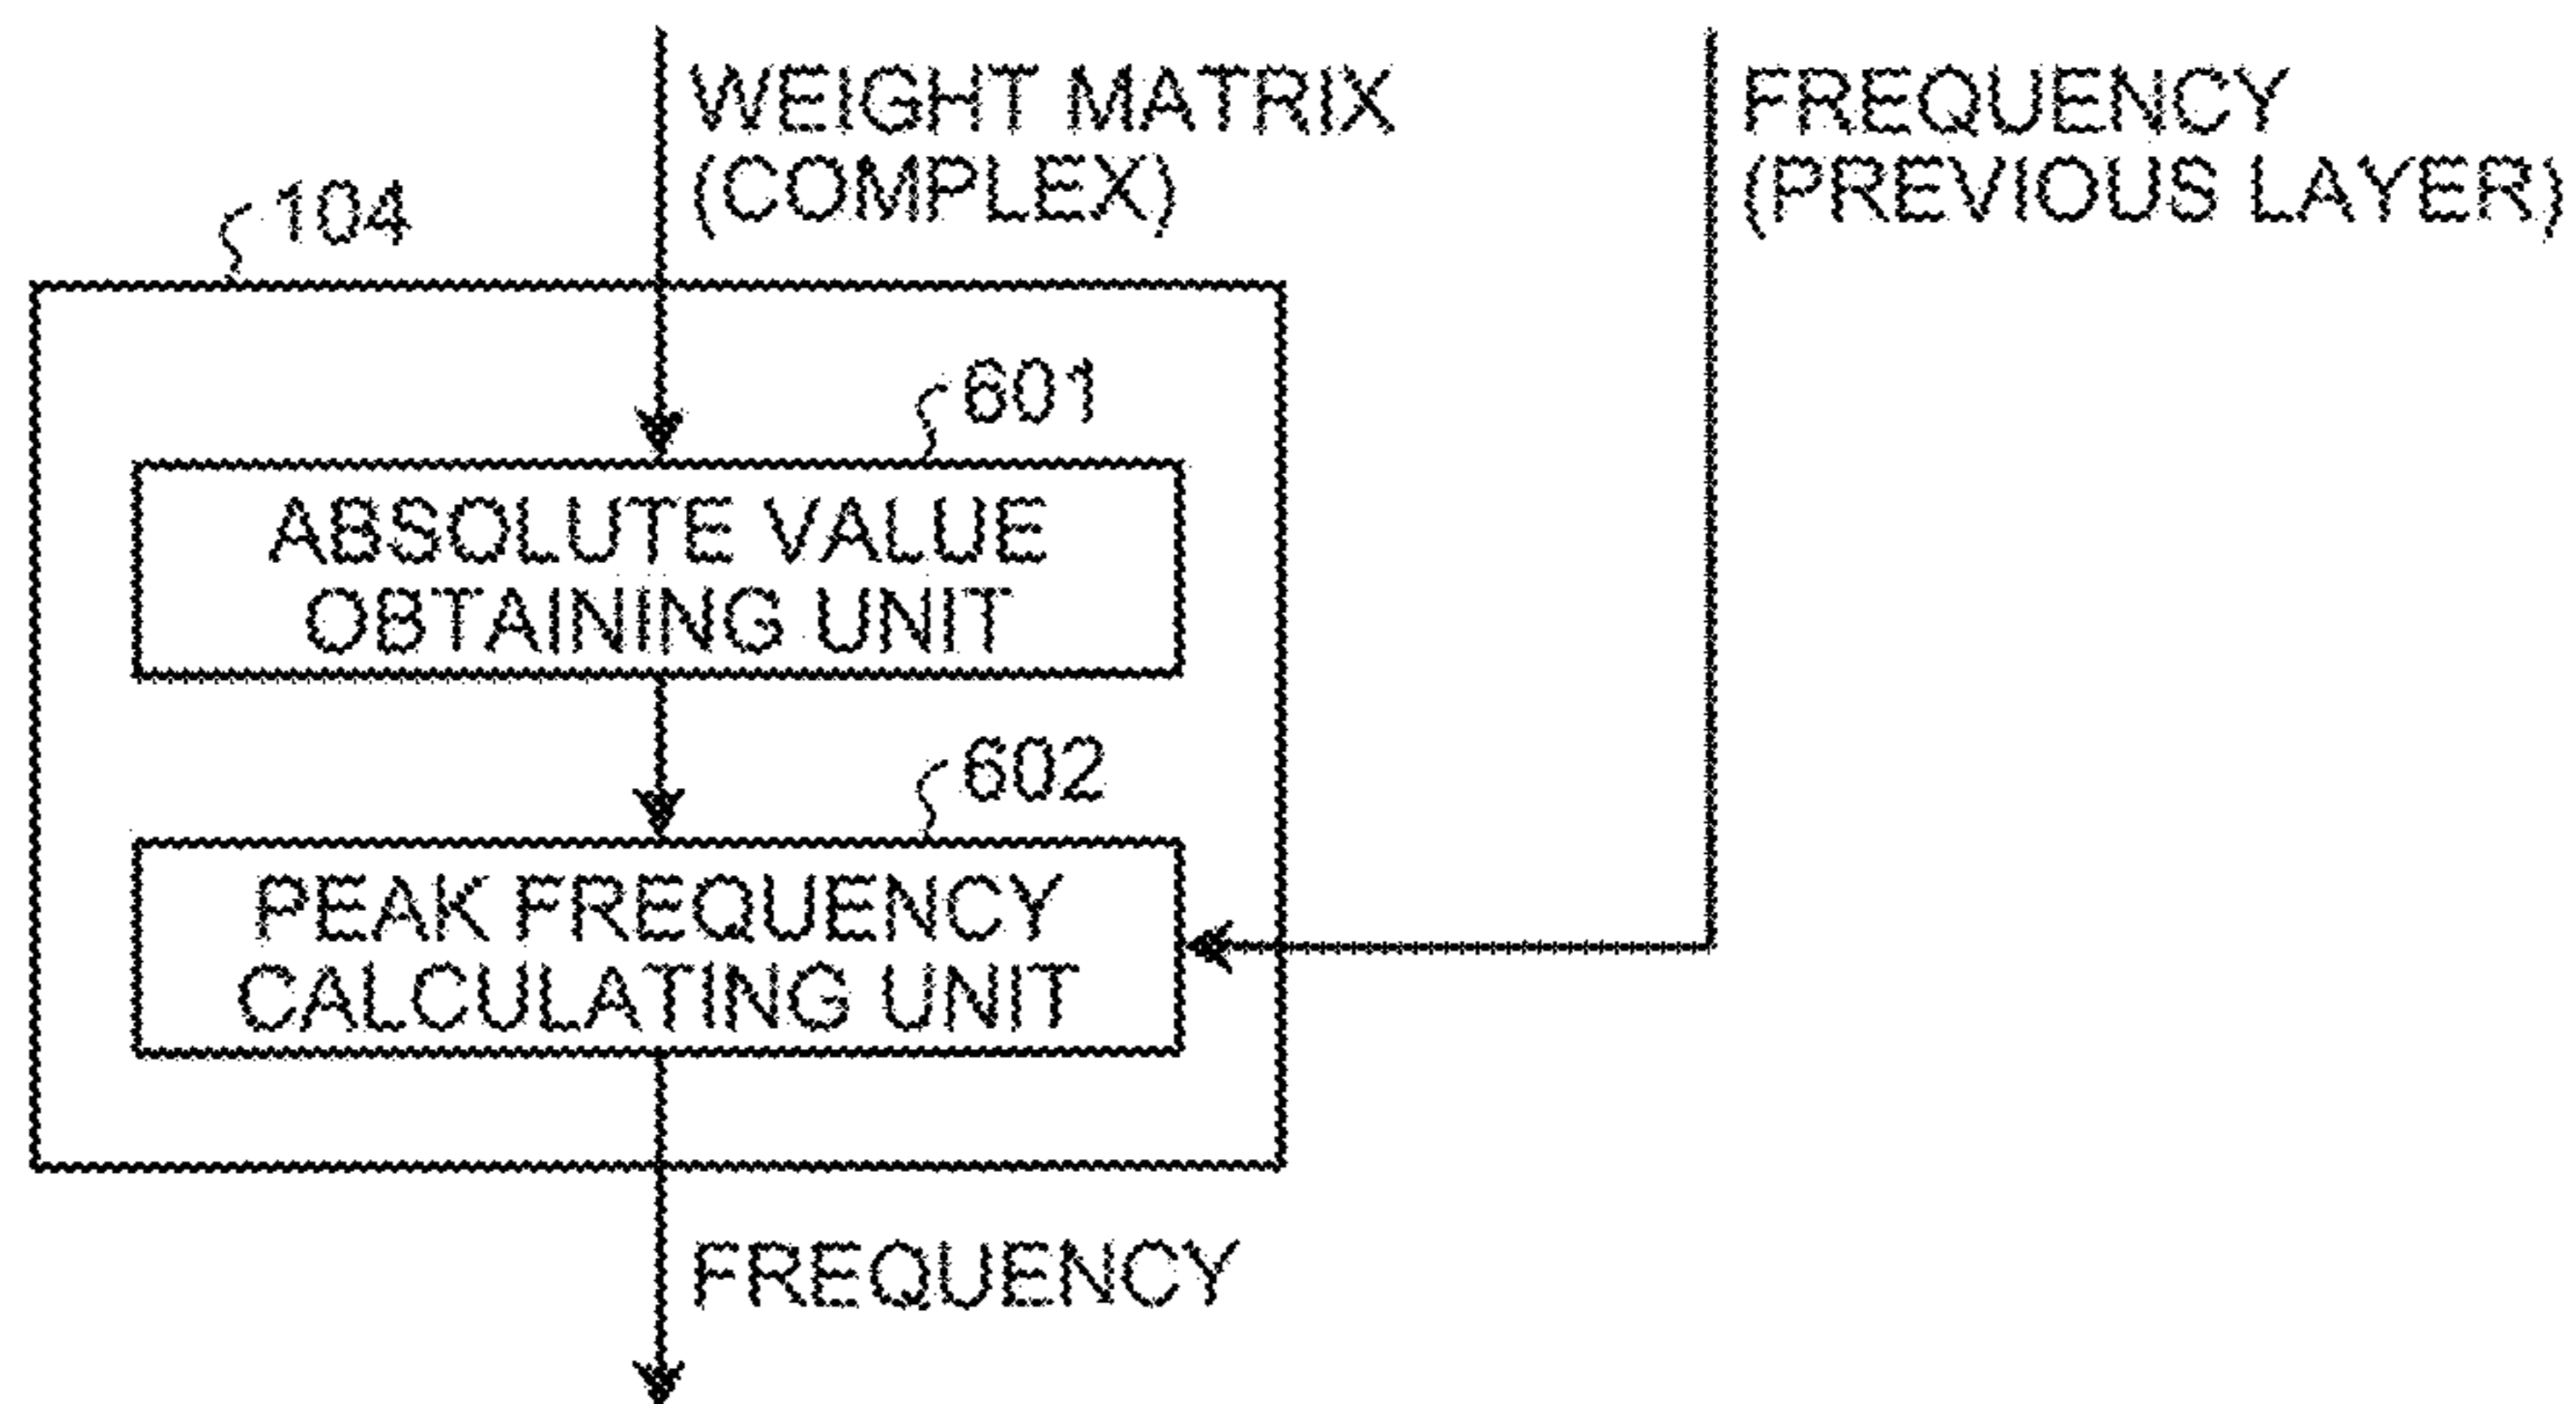 WEIGHT MATRIX
(COMPLEX)
FREQUENCY
(PREVIOUS LAYER)
104
601
ABSOLUTE VALUE
OBTAINING UNIT
602
PEAK FREQUENCY
CALCULATING UNIT
FREQUENCY